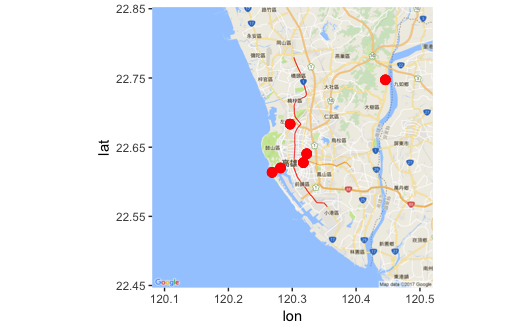 22.85
路竹區
永安區
岡山區
彌陀區
燕巢區
橋頭區
梓官區
大社區
九如鄉
楠梓區
大樹區
仁武區
左
鳥松區
屏東市
鼓山區
高雄
鳳山區
萬丹鄉
前鎮區
小港區
新園鄉
林園區
東港鎮
Google
Map data ©2017 Google
22.75
22.65
22.55
22.45
lat
120.1
120.2
120.3
120.4
120.5
lon